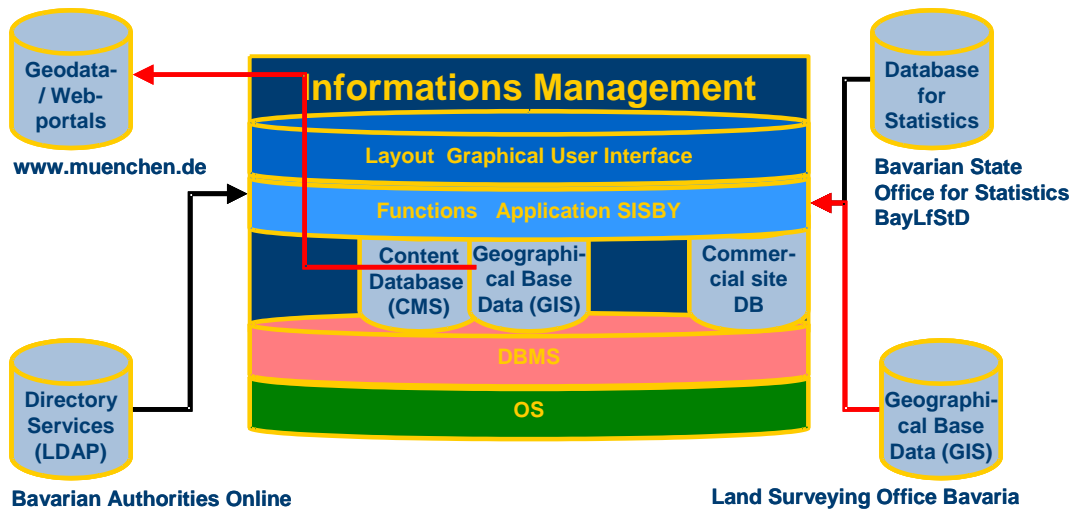 Geodata-
/ Web-
portals
www.muenchen.de
Informations Management
Layout Graphical User Interface
Functions Application SISBY
Content
Database
(CMS)
Geographi-
cal Base
Data (GIS)
Commer-
cial site
DB
DBMS
OS
Database
for
Statistics
Bavarian State
Office for Statistics
BayLfStD
Directory
Services
(LDAP)
Bavarian Authorities Online
Geographi-
cal Base
Data (GIS)
Land Surveying Office Bavaria